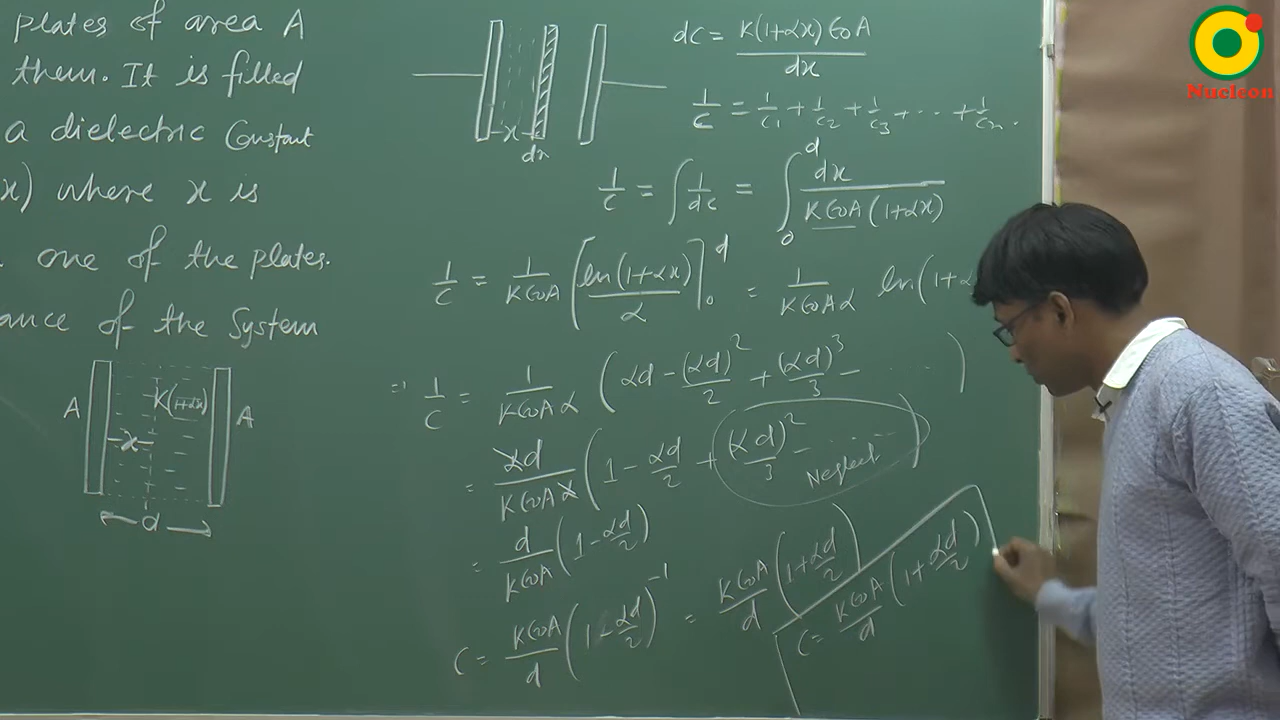 plates of area A
them. It is filled
a dielectric Constant
x) where x is
one of the plates.
ance of the System
A
K(1+αx)
A
x
d
x
dx
dc = K(1+αx) ϵ0A / dx
1/C = 1/C1 + 1/C2 + 1/C3 + ... + 1/Cn.
1/C = ∫ 1/dc = ∫0^d dx / Kϵ0A(1+αx)
1/C = 1/Kϵ0A [ln(1+αx)/α]0^d = 1/Kϵ0Aα ln(1+α
⇒ 1/C = 1/Kϵ0Aα (αd - (αd)^2/2 + (αd)^3/3 - ......)
= αd/Kϵ0Aα (1 - αd/2 + (αd)^2/3 - ......)
Neglect
= d/Kϵ0A (1 - αd/2)
C = Kϵ0A/d (1 - αd/2)^-1 = Kϵ0A/d (1 + αd/2)
C = Kϵ0A/d (1 + αd/2)
Nucleon